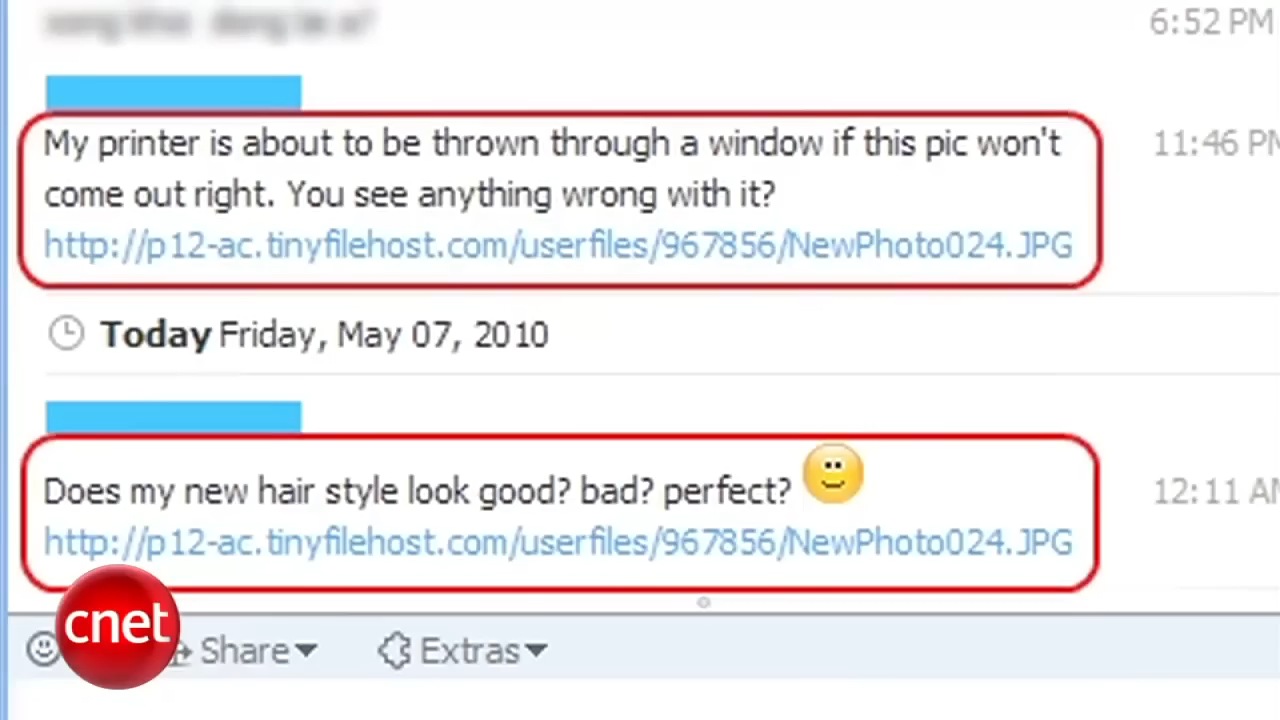 6:52 PM
My printer is about to be thrown through a window if this pic won't
11:46 PM
come out right. You see anything wrong with it?
http://p12-ac.tinyfilehost.com/userfiles/967856/NewPhoto024.JPG
Today Friday, May 07, 2010
Does my new hair style look good? bad? perfect?
12:11 AM
http://p12-ac.tinyfilehost.com/userfiles/967856/NewPhoto024.JPG
cnet
Share Extras